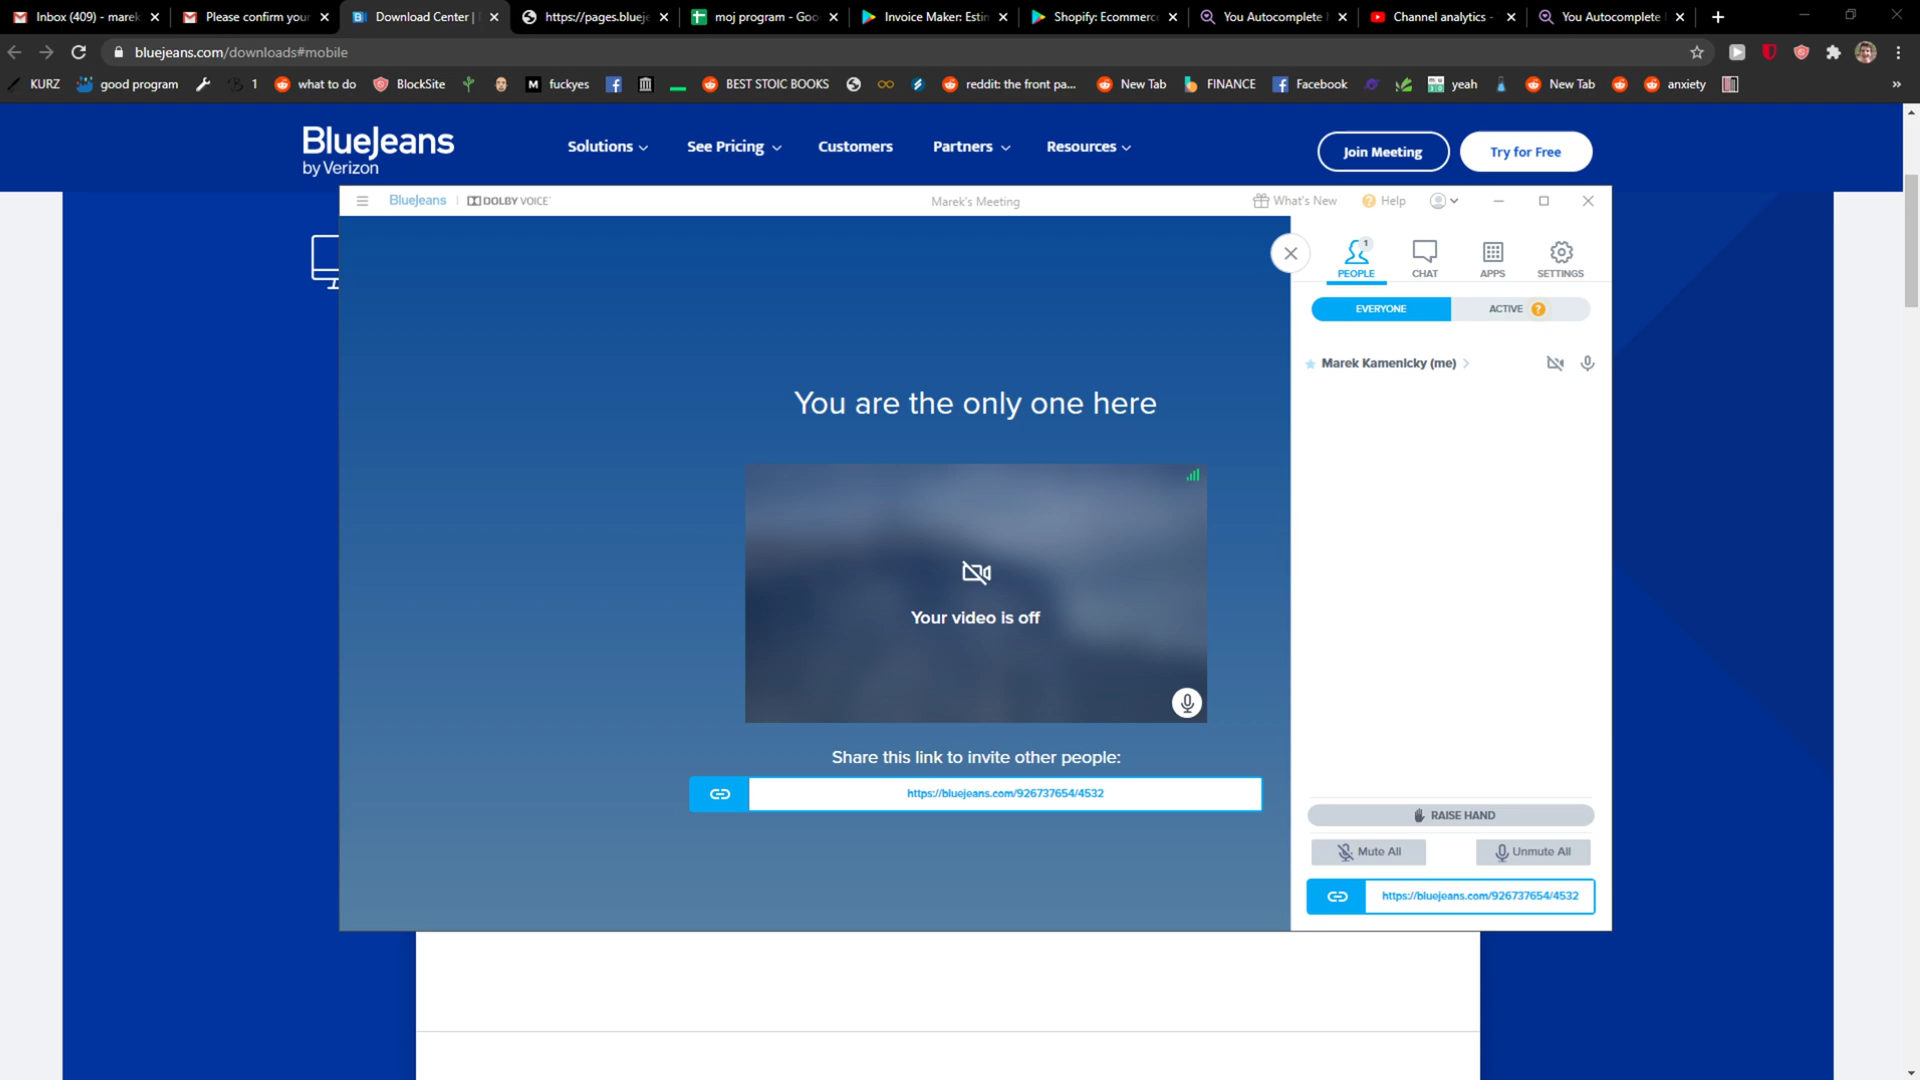 Inbox (409) - marek
Please confirm your
Download Center |
https://pages.blueje
moj program - Goo
Invoice Maker: Estin
Shopify: Ecommerc
You Autocomplete
Channel analytics -
You Autocomplete
bluejeans.com/downloads#mobile
KURZ
good program
1
what to do
BlockSite
fuckyes
BEST STOIC BOOKS
reddit: the front pa...
New Tab
FINANCE
Facebook
yeah
New Tab
anxiety
BlueJeans
by Verizon
Solutions
See Pricing
Customers
Partners
Resources
Join Meeting
Try for Free
BlueJeans
DOLBY VOICE
Marek's Meeting
What's New
Help
1
PEOPLE
CHAT
APPS
SETTINGS
EVERYONE
ACTIVE ?
Marek Kamenicky (me)
You are the only one here
Your video is off
Share this link to invite other people:
https://bluejeans.com/926737654/4532
RAISE HAND
Mute All
Unmute All
https://bluejeans.com/926737654/4532